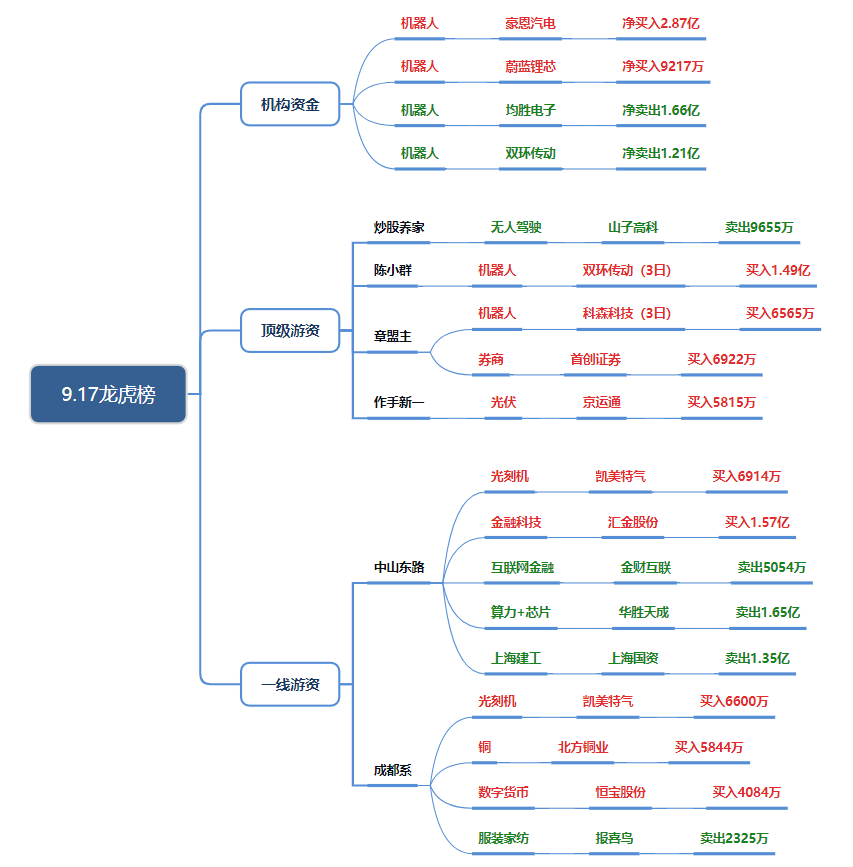 9.17龙虎榜
机构资金
机器人 豪恩汽电 净买入2.87亿
机器人 蔚蓝锂芯 净买入9217万
机器人 均胜电子 净卖出1.66亿
机器人 双环传动 净卖出1.21亿
顶级游资
炒股养家 无人驾驶 山子高科 卖出9655万
陈小群 机器人 双环传动（3日） 买入1.49亿
章盟主
机器人 科森科技（3日） 买入6565万
券商 首创证券 买入6922万
作手新一 光伏 京运通 买入5815万
一线游资
中山东路
光刻机 凯美特气 买入6914万
金融科技 汇金股份 买入1.57亿
互联网金融 金财互联 卖出5054万
算力+芯片 华胜天成 卖出1.65亿
上海建工 上海国资 卖出1.35亿
成都系
光刻机 凯美特气 买入6600万
铜 北方铜业 买入5844万
数字货币 恒宝股份 买入4084万
服装家纺 报喜鸟 卖出2325万